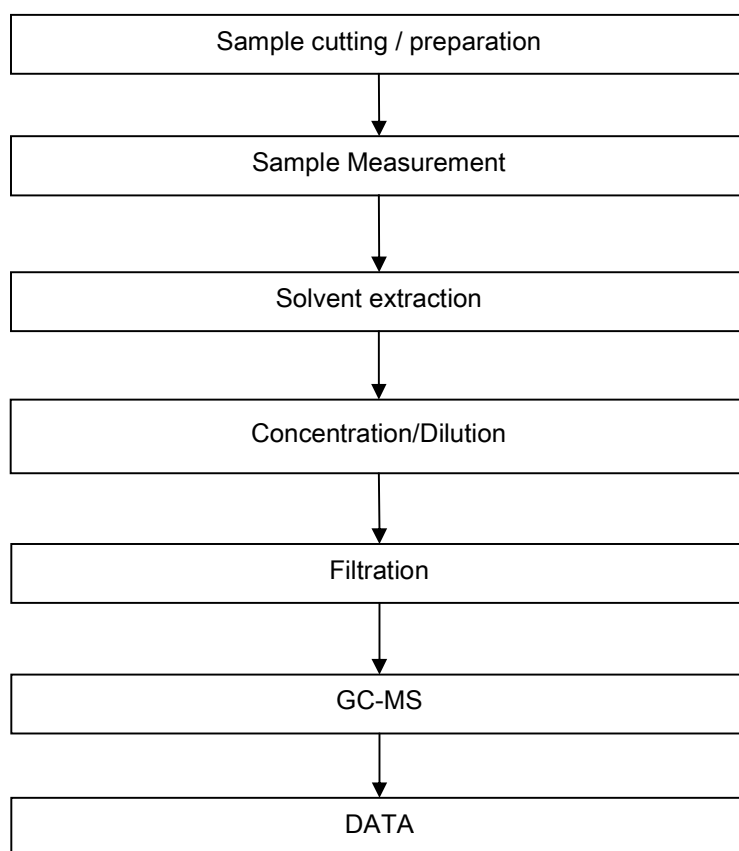 Sample cutting / preparation
Sample Measurement
Solvent extraction
Concentration/Dilution
Filtration
GC-MS
DATA